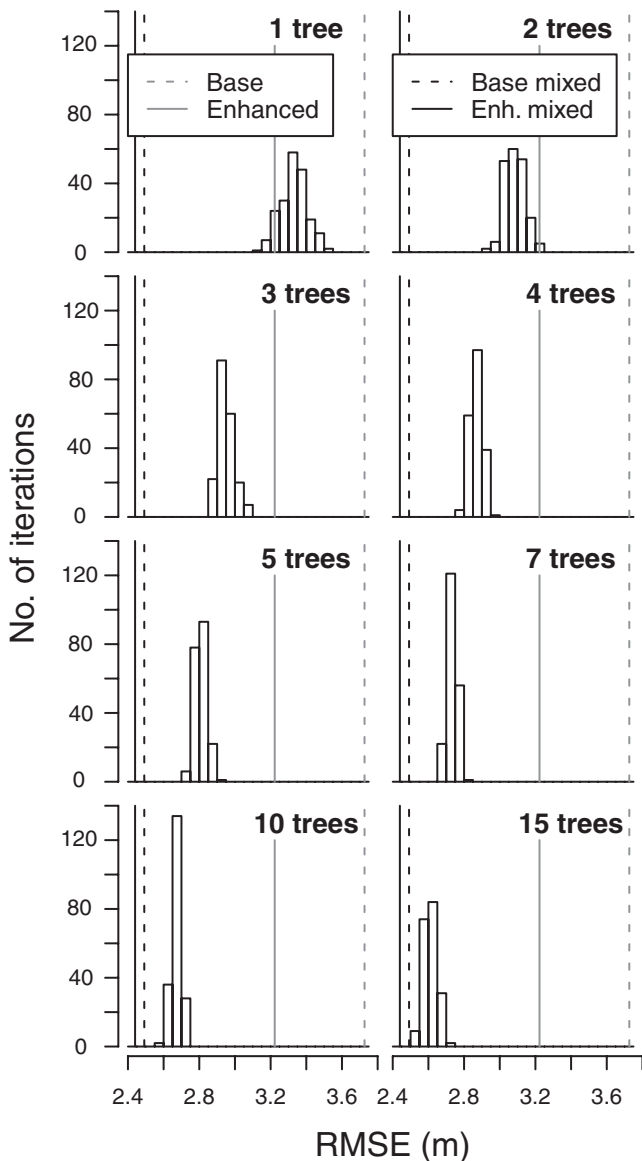 1 tree
2 trees
Base
Enhanced
Base mixed
Enh. mixed
0 40 80 120
3 trees
4 trees
0 40 80 120
5 trees
7 trees
0 40 80 120
10 trees
15 trees
0 40 80 120
No. of iterations
2.4 2.8 3.2 3.6
2.4 2.8 3.2 3.6
RMSE (m)